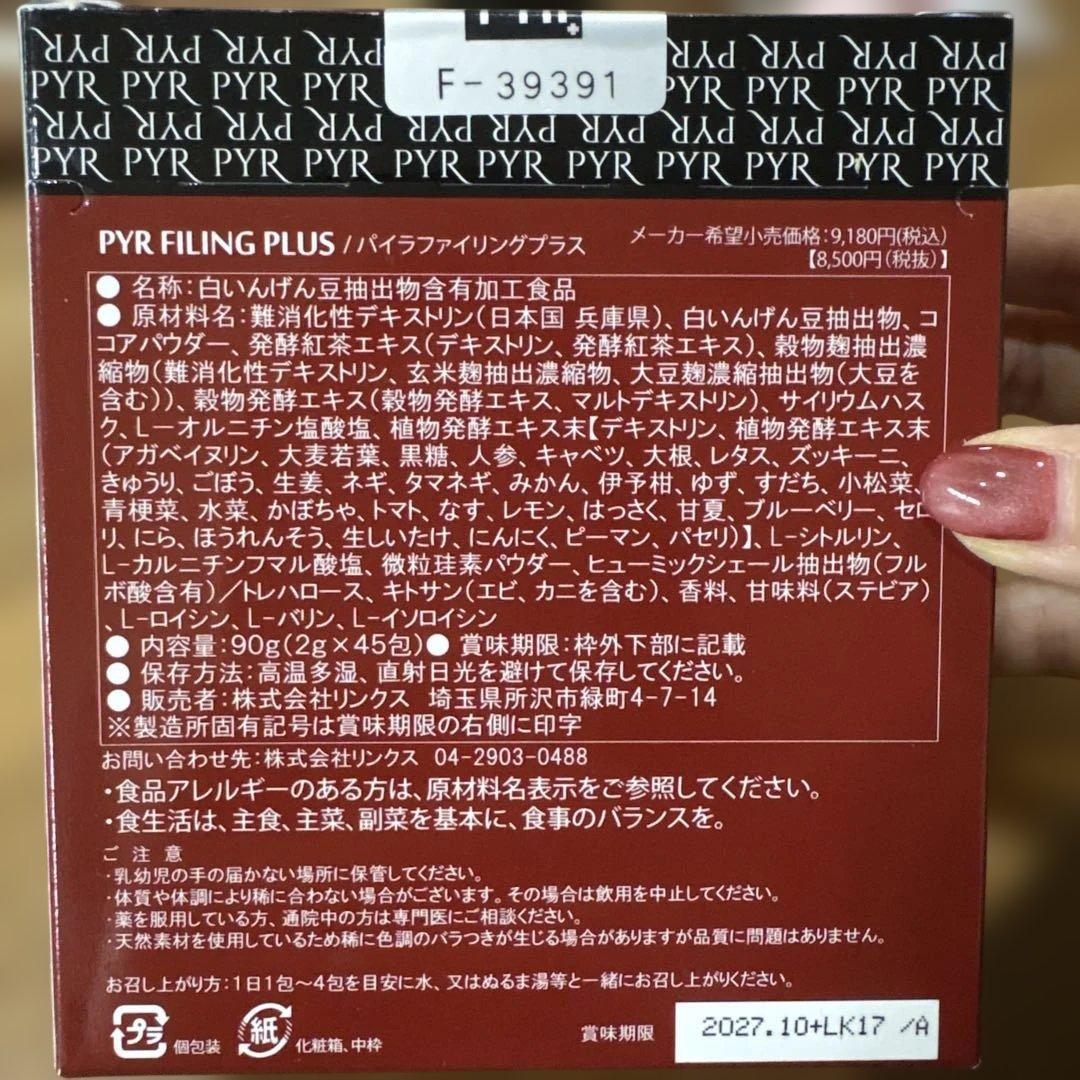 PYR PYR PYR PYR PYR PYR PYR PYR
PYR PYR PYR PYR PYR PYR PYR PYR
F-39391
PYR PYR PYR PYR PYR PYR PYR PYR PYR PYR PYR
PYR PYR PYR PYR PYR PYR PYR PYR PYR PYR PYR
PYR FILING PLUS / パイラファイリングプラス
メーカー希望小売価格:9,180円(税込)
【8,500円(税抜)】
● 名称:白いんげん豆抽出物含有加工食品
● 原材料名:難消化性デキストリン(日本国 兵庫県)、白いんげん豆抽出物、コ
コアパウダー、発酵紅茶エキス(デキストリン、発酵紅茶エキス)、穀物麹抽出濃
縮物(難消化性デキストリン、玄米麹抽出濃縮物、大豆麹濃縮抽出物(大豆を
含む))、穀物発酵エキス(穀物発酵エキス、マルトデキストリン)、サイリウムハス
ク、L-オルニチン塩酸塩、植物発酵エキス末【デキストリン、植物発酵エキス末
(アガベイヌリン、大麦若葉、黒糖、人参、キャベツ、大根、レタス、ズッキーニ、
きゅうり、ごぼう、生姜、ネギ、タマネギ、みかん、伊予柑、ゆず、すだち、小松菜、
青梗菜、水菜、かぼちゃ、トマト、なす、レモン、はっさく、甘夏、ブルーベリー、セロ
リ、にら、ほうれんそう、生しいたけ、にんにく、ピーマン、パセリ)】、L-シトルリン、
L-カルニチンフマル酸塩、微粒珪素パウダー、ヒューミックシェール抽出物(フル
ボ酸含有)/トレハロース、キトサン(エビ、カニを含む)、香料、甘味料(ステビア)
、L-ロイシン、L-バリン、L-イソロイシン
● 内容量:90g(2g×45包)● 賞味期限:枠外下部に記載
● 保存方法:高温多湿、直射日光を避けて保存してください。
● 販売者:株式会社リンクス 埼玉県所沢市緑町4-7-14
※製造所固有記号は賞味期限の右側に印字
お問い合わせ先:株式会社リンクス 04-2903-0488
・食品アレルギーのある方は、原材料名表示をご参照してください。
・食生活は、主食、主菜、副菜を基本に、食事のバランスを。
ご 注 意
・乳幼児の手の届かない場所に保管してください。
・体質や体調により稀に合わない場合がございます。その場合は飲用を中止してください。
・薬を服用している方、通院中の方は専門医にご相談ください。
・天然素材を使用しているため稀に色調のバラつきが生じる場合がありますが品質に問題はありません。
お召し上がり方:1日1包~4包を目安に水、又はぬるま湯等と一緒にお召し上がりください。
プラ 個包装 紙 化粧箱、中枠 賞味期限 2027.10+LK17 /A